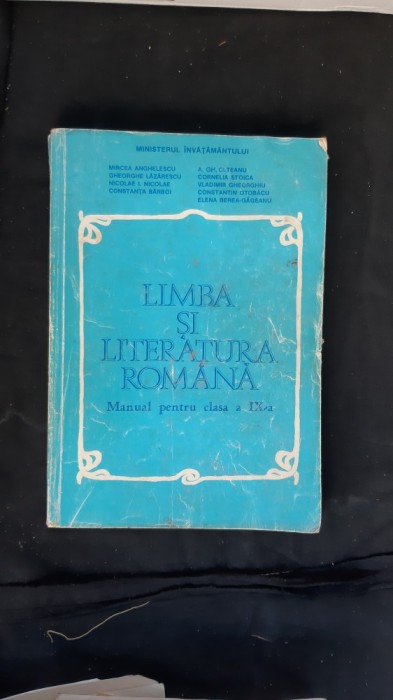 MINISTERUL ÎNVĂȚĂMÂNTULUI
MIRCEA ANGHELESCU
GHEORGHE LĂZĂRESCU
NICOLAE I. NICOLAE
CONSTANȚA BĂRBOI
A. GH. OLTEANU
CORNELIA STOICA
VLADIMIR GHEORGHIU
CONSTANTIN OTOBÂCU
ELENA BEREA-GĂGEANU
LIMBA
ȘI
LITERATURA
ROMÂNĂ
Manual pentru clasa a IX-a